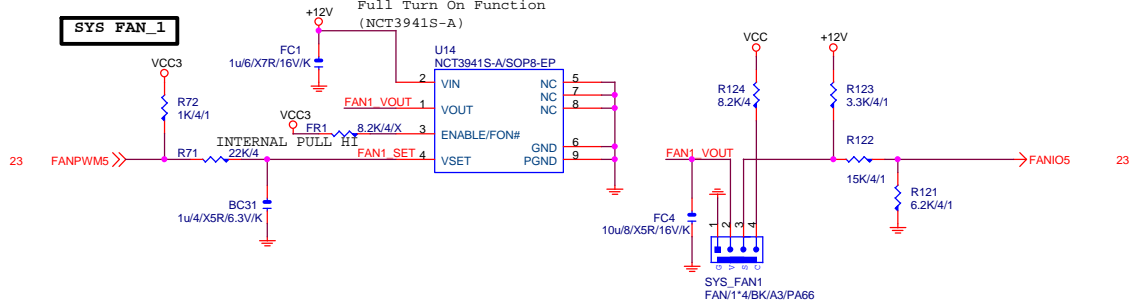 Full Turn On Function
(NCT3941S-A)
SYS FAN_1
+12V
FC1
1u/6/X7R/16V/K
U14
NCT3941S-A/SOP8-EP
2 VIN
1 VOUT
3 ENABLE/FON#
4 VSET
NC 5
NC 7
NC 8
GND 6
PGND 9
VCC3
R72
1K/4/1
FAN1_VOUT
VCC3
FR1
8.2K/4/X
INTERNAL PULL HI
23 FANPWM5
R71
22K/4
FAN1_SET
BC31
1u/4/X5R/6.3V/K
VCC
+12V
R124
8.2K/4
R123
3.3K/4/1
R122
15K/4/1
FAN1_VOUT
FANIO5 23
R121
6.2K/4/1
FC4
10u/8/X5R/16V/K
1 2 3 4
G V S C
SYS_FAN1
FAN/1*4/BK/A3/PA66